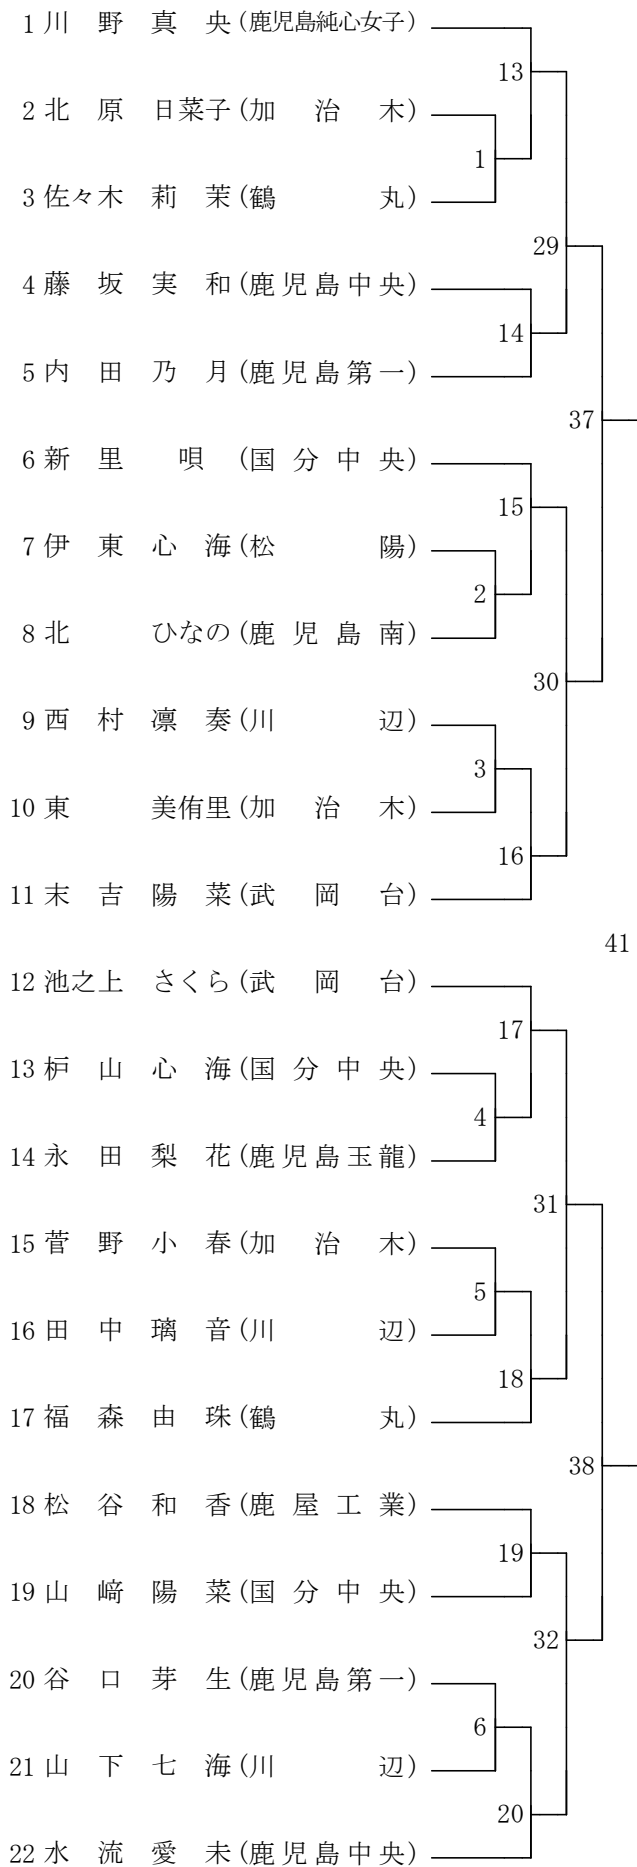 1 川野真央(鹿児島純心女子)
13
2 北原日菜子(加治木)
1
3 佐々木莉茉(鶴丸)
29
4 藤坂実和(鹿児島中央)
14
5 内田乃月(鹿児島第一)
37
6 新里唄(国分中央)
15
7 伊東心海(松陽)
2
8 北ひなの(鹿児島南)
30
9 西村凛奏(川辺)
3
10 東美侑里(加治木)
16
11 末吉陽菜(武岡台)
41
12 池之上さくら(武岡台)
17
13 枦山心海(国分中央)
4
14 永田梨花(鹿児島玉龍)
31
15 菅野小春(加治木)
5
16 田中璃音(川辺)
18
17 福森由珠(鶴丸)
38
18 松谷和香(鹿屋工業)
19
19 山﨑陽菜(国分中央)
32
20 谷口芽生(鹿児島第一)
6
21 山下七海(川辺)
20
22 水流愛未(鹿児島中央)